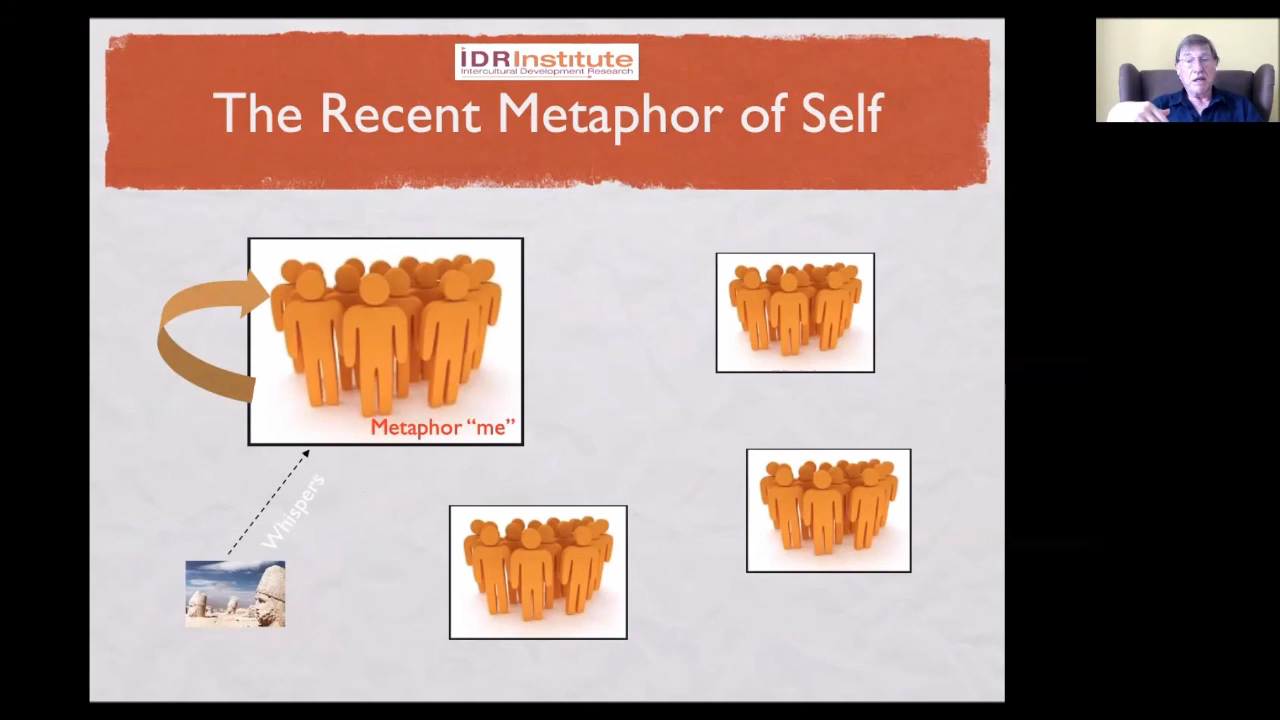 IDRInstitute
Intercultural Development Research
The Recent Metaphor of Self
Metaphor “me”
Whispers